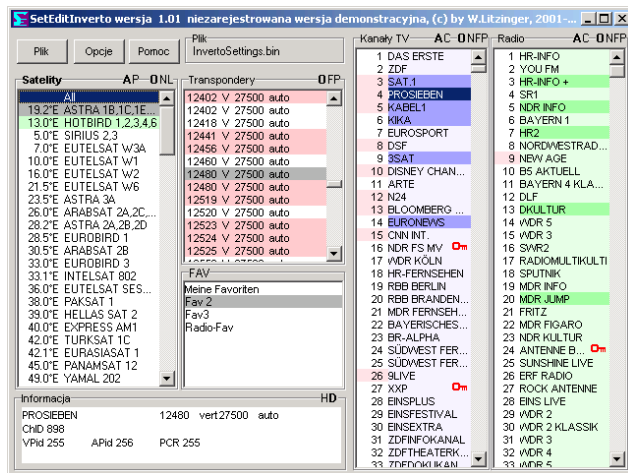 SetEditInverto wersja 1.01 niezarejestrowana wersja demonstracyjna, (c) by W.Litzinger, 2001-...
Plik Opcje Pomoc
Plik
InvertoSettings.bin
Satelity A P - O N L
All
19.2°E ASTRA 1B,1C,1E...
13.0°E HOTBIRD 1,2,3,4,6
5.0°E SIRIUS 2,3
7.0°E EUTELSAT W3A
10.0°E EUTELSAT W1
16.0°E EUTELSAT W2
21.5°E EUTELSAT W6
23.5°E ASTRA 3A
26.0°E ARABSAT 2A,2C,...
28.2°E ASTRA 2A,2B,2D
28.5°E EUROBIRD 1
30.5°E ARABSAT 2B
33.0°E EUROBIRD 3
33.1°E INTELSAT 802
36.0°E EUTELSAT SES...
38.0°E PAKSAT 1
39.0°E HELLAS SAT 2
40.0°E EXPRESS AM1
42.0°E TURKSAT 1C
42.1°E EURASIASAT 1
45.0°E PANAMSAT 12
49.0°E YAMAL 202
Transpondery O F P
12402 V 27500 auto
12402 V 27500 auto
12418 V 27500 auto
12441 V 27500 auto
12456 V 27500 auto
12460 V 27500 auto
12480 V 27500 auto
12480 V 27500 auto
12519 V 27500 auto
12520 V 27500 auto
12523 V 27500 auto
12524 V 27500 auto
12525 V 27500 auto
FAV
Meine Favoriten
Fav 2
Fav3
Radio-Fav
Informacja H D -
PROSIEBEN 12480 vert 27500 auto
ChID 898
VPid 255 APid 256 PCR 255
Kanały TV A C - O N F P
1 DAS ERSTE
2 ZDF
3 SAT.1
4 PROSIEBEN
5 KABEL1
6 KIKA
7 EUROSPORT
8 DSF
9 3SAT
10 DISNEY CHAN...
11 ARTE
12 N24
13 BLOOMBERG ...
14 EURONEWS
15 CNN INT.
16 NDR FS MV
17 WDR KÖLN
18 HR-FERNSEHEN
19 RBB BERLIN
20 RBB BRANDEN...
21 MDR FERNSEH...
22 BAYERISCHES...
23 BR-ALPHA
24 SÜDWEST FER...
25 SÜDWEST FER...
26 9LIVE
27 XXP
28 EINSPLUS
29 EINSFESTIVAL
30 EINSEXTRA
31 ZDFINFOKANAL
32 ZDFTHEATERK...
33 ZDFDOKUKAN
Radio A C - O N F P
1 HR-INFO
2 YOU FM
3 HR-INFO +
4 SR1
5 NDR INFO
6 BAYERN 1
7 HR2
8 NORDWESTRAD...
9 NEW AGE
10 B5 AKTUELL
11 BAYERN 4 KLA...
12 DLF
13 DKULTUR
14 WDR 5
15 WDR 3
16 SWR2
17 RADIOMULTIKULTI
18 SPUTNIK
19 MDR INFO
20 MDR JUMP
21 FRITZ
22 MDR FIGARO
23 NDR KULTUR
24 ANTENNE B...
25 SUNSHINE LIVE
26 ERF RADIO
27 ROCK ANTENNE
28 EINS LIVE
29 WDR 2
30 WDR 2 KLASSIK
31 WDR 3
32 WDR 4
33 WDR 5